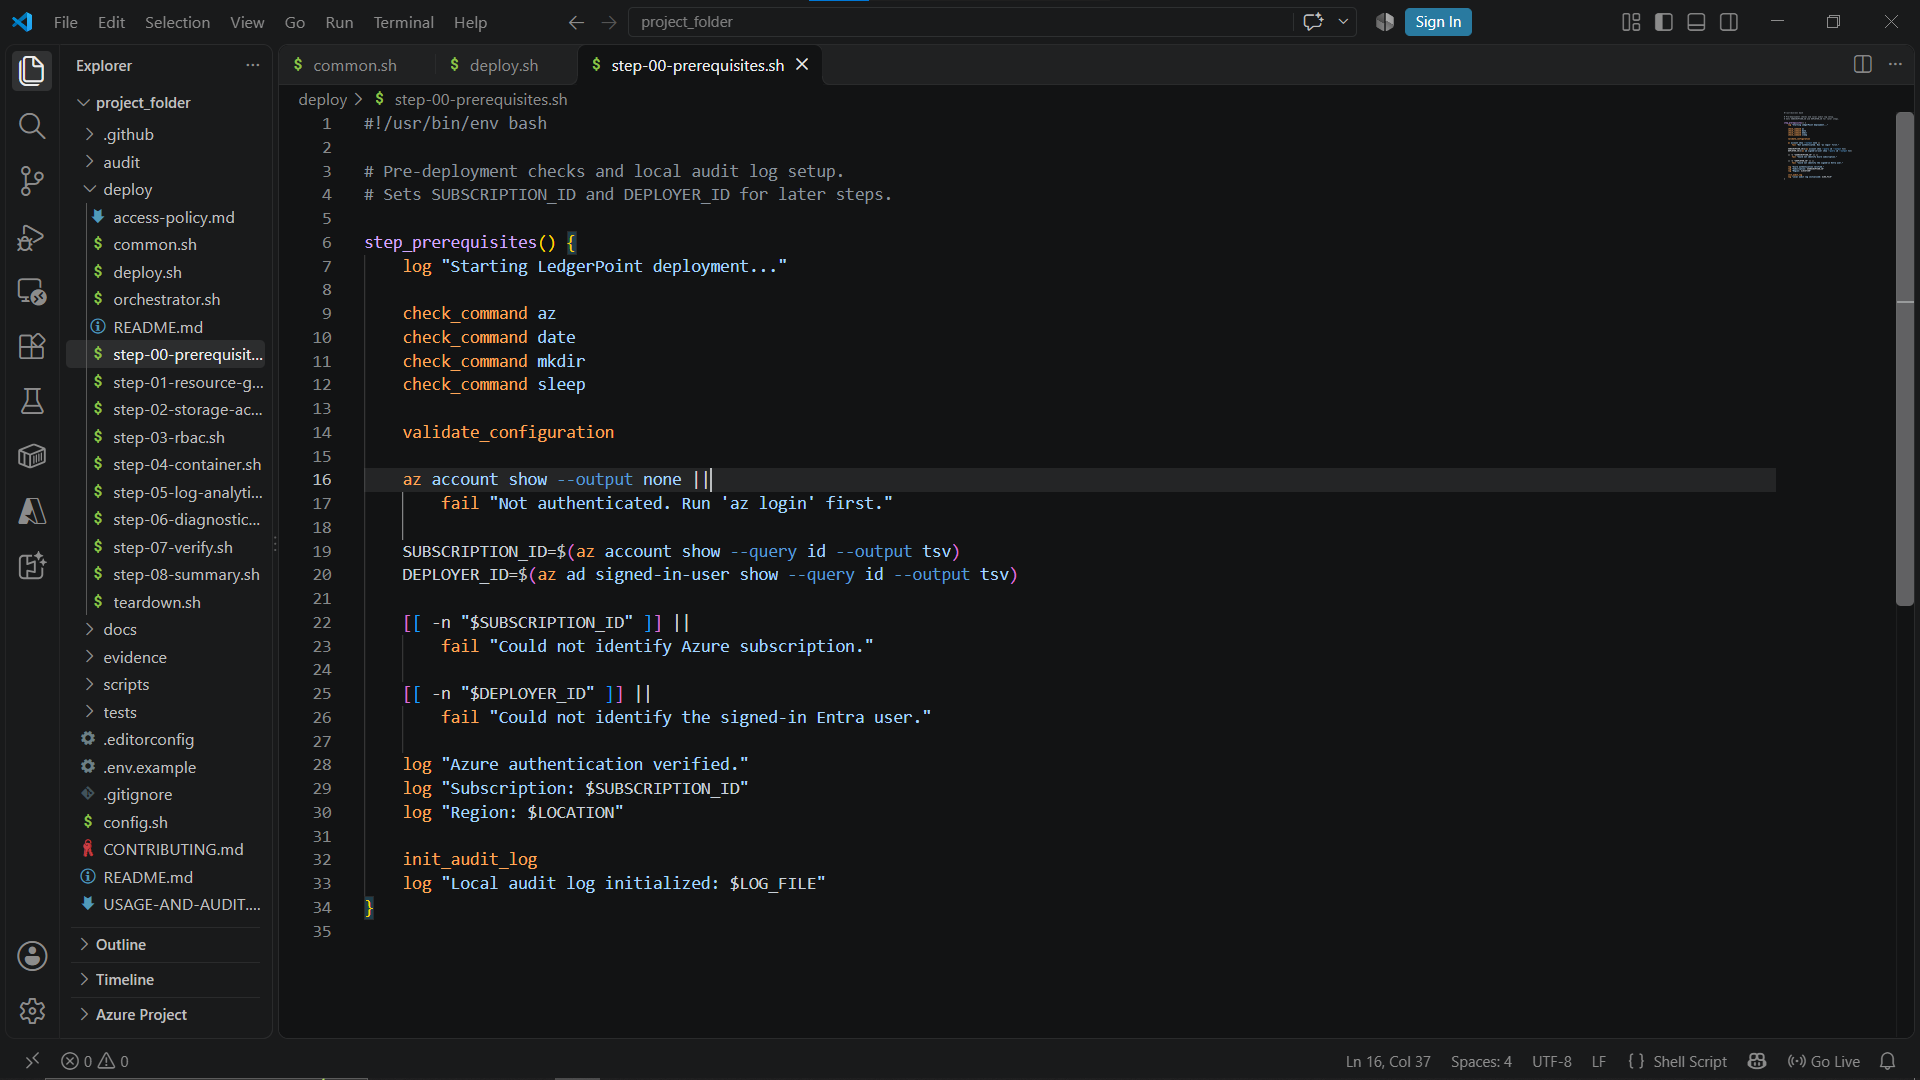 File Edit Selection View Go Run Terminal Help
project_folder
Sign In
Explorer
project_folder
.github
audit
deploy
access-policy.md
common.sh
deploy.sh
orchestrator.sh
README.md
step-00-prerequisit...
step-01-resource-g...
step-02-storage-ac...
step-03-rbac.sh
step-04-container.sh
step-05-log-analyti...
step-06-diagnostic...
step-07-verify.sh
step-08-summary.sh
teardown.sh
docs
evidence
scripts
tests
.editorconfig
.env.example
.gitignore
config.sh
CONTRIBUTING.md
README.md
USAGE-AND-AUDIT....
Outline
Timeline
Azure Project
$ common.sh $ deploy.sh $ step-00-prerequisites.sh
deploy > $ step-00-prerequisites.sh
1 #!/usr/bin/env bash
2
3 # Pre-deployment checks and local audit log setup.
4 # Sets SUBSCRIPTION_ID and DEPLOYER_ID for later steps.
5
6 step_prerequisites() {
7     log "Starting LedgerPoint deployment..."
8
9     check_command az
10     check_command date
11     check_command mkdir
12     check_command sleep
13
14     validate_configuration
15
16     az account show --output none ||
17         fail "Not authenticated. Run 'az login' first."
18
19     SUBSCRIPTION_ID=$(az account show --query id --output tsv)
20     DEPLOYER_ID=$(az ad signed-in-user show --query id --output tsv)
21
22     [[ -n "$SUBSCRIPTION_ID" ]] ||
23         fail "Could not identify Azure subscription."
24
25     [[ -n "$DEPLOYER_ID" ]] ||
26         fail "Could not identify the signed-in Entra user."
27
28     log "Azure authentication verified."
29     log "Subscription: $SUBSCRIPTION_ID"
30     log "Region: $LOCATION"
31
32     init_audit_log
33     log "Local audit log initialized: $LOG_FILE"
34 }
35
0 0
Ln 16, Col 37 Spaces: 4 UTF-8 LF { } Shell Script Go Live